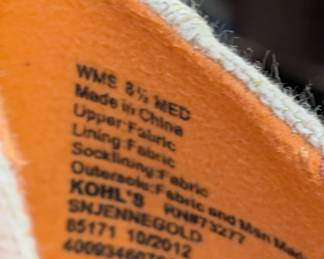 WMS 8½ MED
Made in China
Upper:Fabric
Lining:Fabric
Socklining:Fabric
Outersole:Fabric and Man Mad
KOHL'S RN#73277
SNJENNEGOLD
85171 10/2012